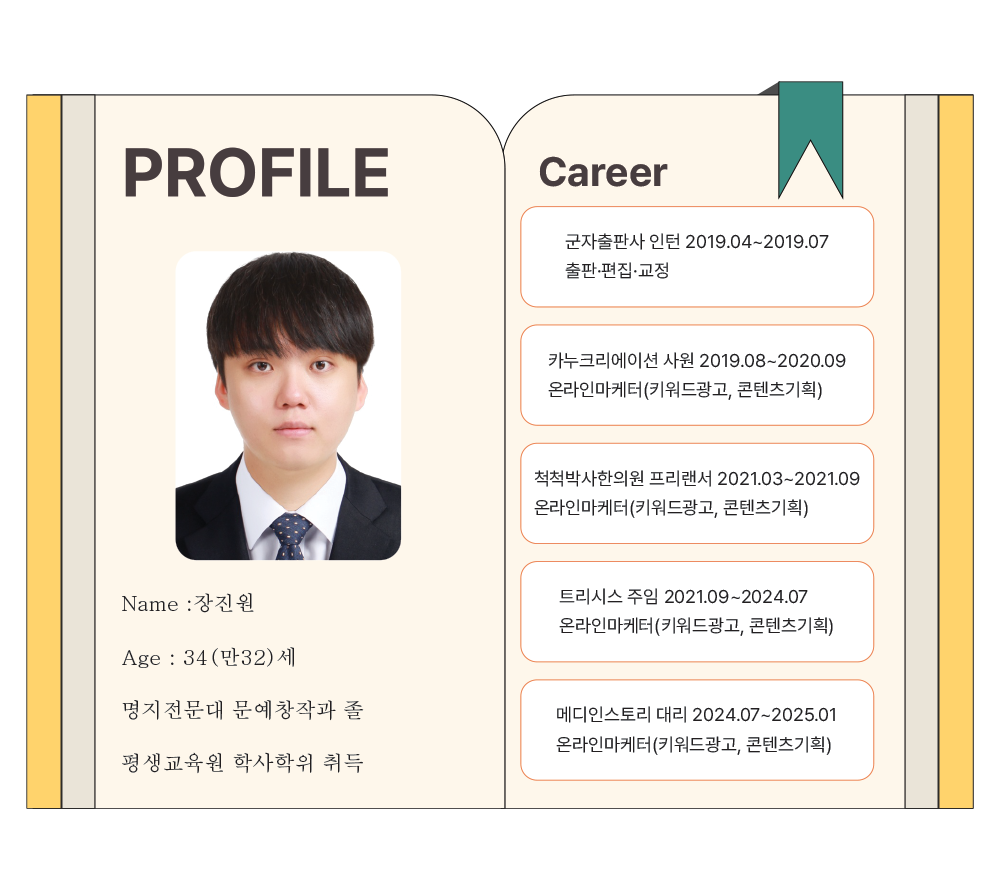 PROFILE
Name :장진원
Age : 34(만32)세
명지전문대 문예창작과 졸
평생교육원 학사학위 취득
Career
군자출판사 인턴 2019.04~2019.07
출판·편집·교정
카누크리에이션 사원 2019.08~2020.09
온라인마케터(키워드광고, 콘텐츠기획)
척척박사한의원 프리랜서 2021.03~2021.09
온라인마케터(키워드광고, 콘텐츠기획)
트리시스 주임 2021.09~2024.07
온라인마케터(키워드광고, 콘텐츠기획)
메디인스토리 대리 2024.07~2025.01
온라인마케터(키워드광고, 콘텐츠기획)